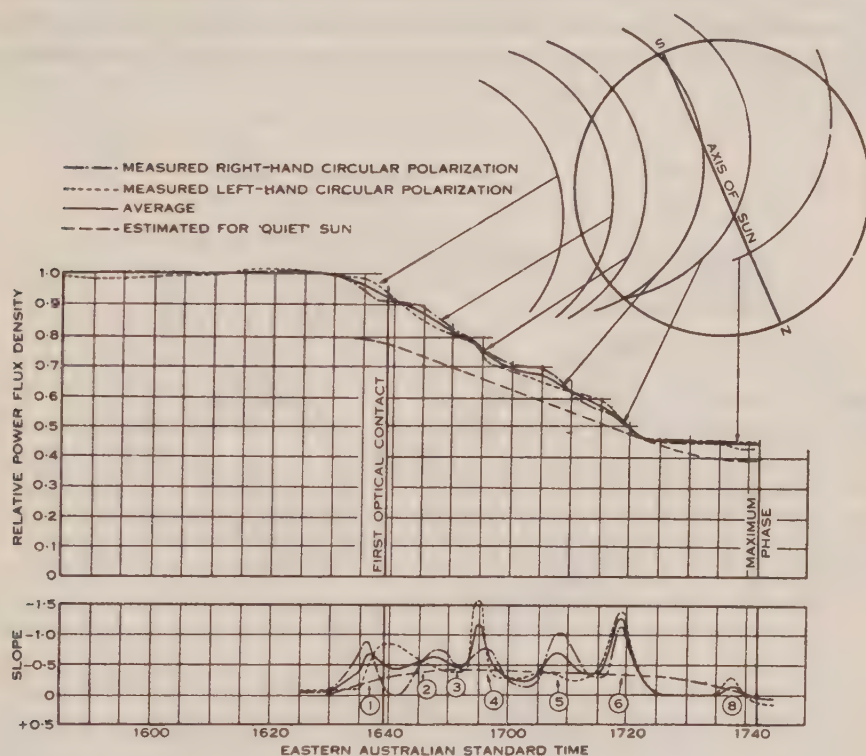 S
AXIS OF SUN
N
MEASURED RIGHT-HAND CIRCULAR POLARIZATION
MEASURED LEFT-HAND CIRCULAR POLARIZATION
AVERAGE
ESTIMATED FOR 'QUIET' SUN
RELATIVE POWER FLUX DENSITY
1.0
0.9
0.8
0.7
0.6
0.5
0.4
0.3
0.2
0.1
0
FIRST OPTICAL CONTACT
MAXIMUM PHASE
SLOPE
-1.5
-1.0
-0.5
0
+0.5
1
2
3
4
5
6
8
1600
1620
1640
1700
1720
1740
EASTERN AUSTRALIAN STANDARD TIME